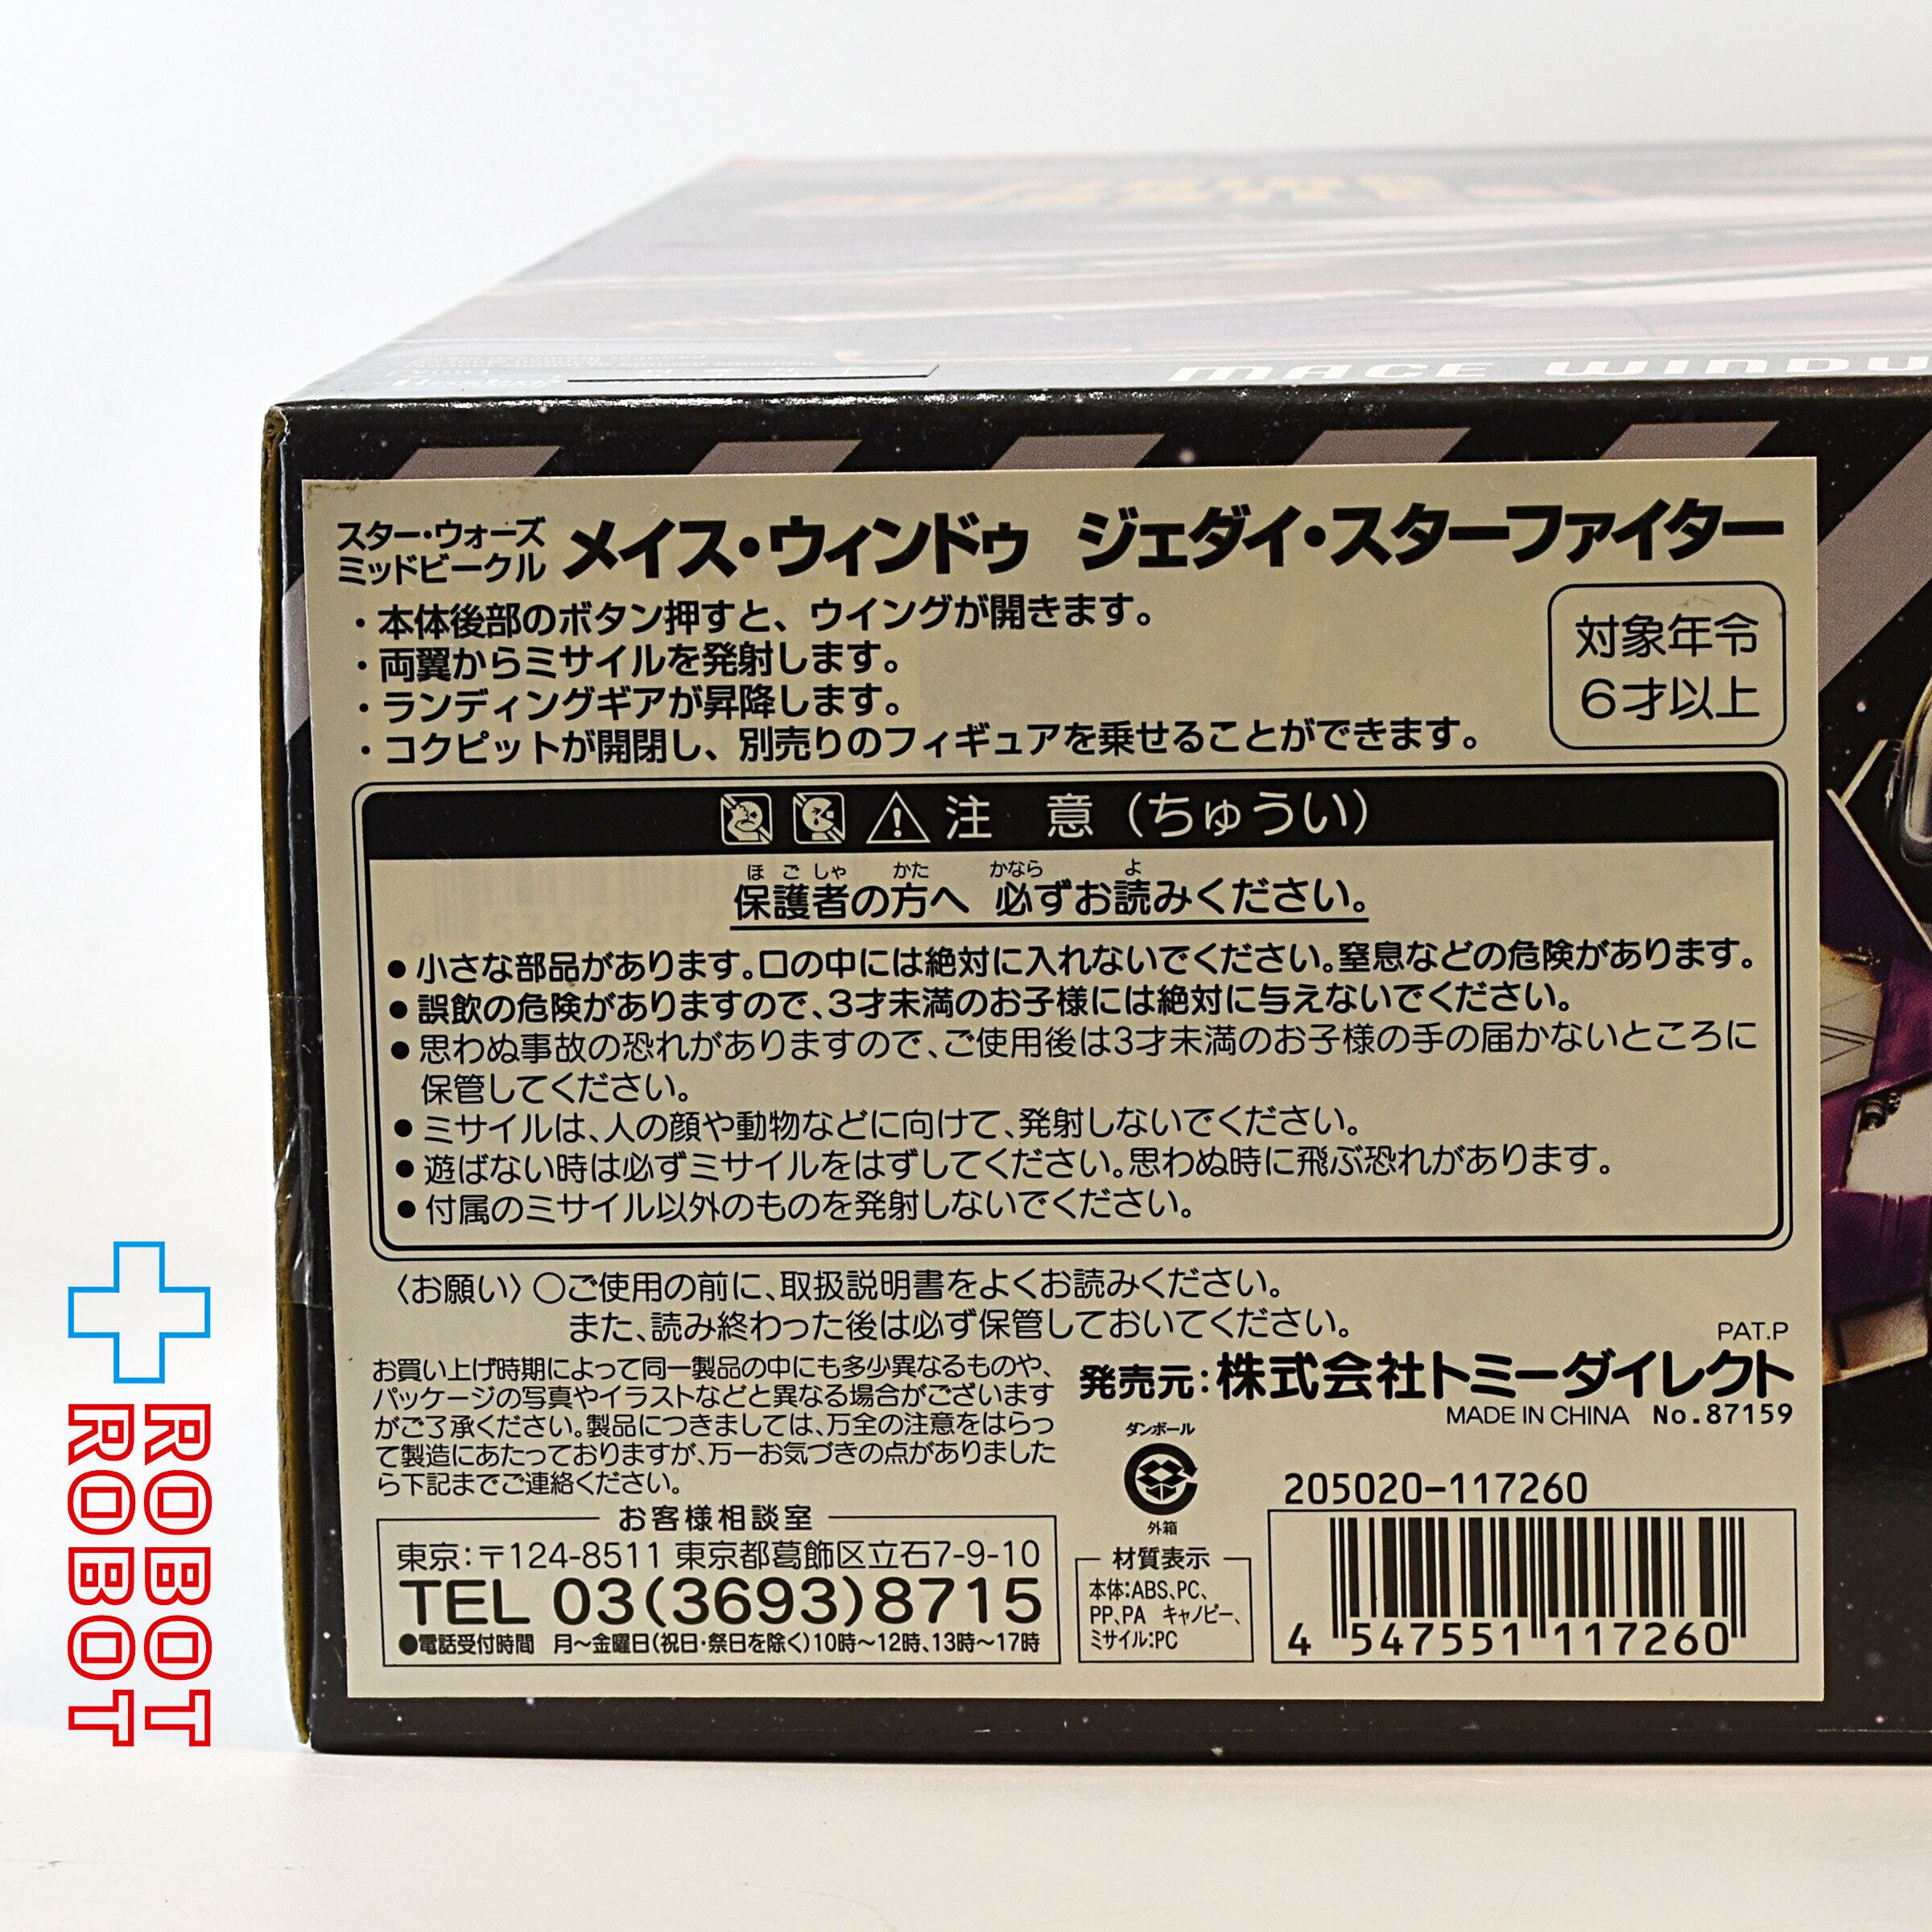 MACE WINDU
スター・ウォーズ
ミッドビークル
メイス・ウィンドゥ ジェダイ・スターファイター
・本体後部のボタン押すと、ウイングが開きます。
・両翼からミサイルを発射します。
・ランディングギアが昇降します。
・コクピットが開閉し、別売りのフィギュアを乗せることができます。
対象年令
6才以上
注 意（ちゅうい）
ほごしゃ かた かなら よ
保護者の方へ 必ずお読みください。
●小さな部品があります。口の中には絶対に入れないでください。窒息などの危険があります。
●誤飲の危険がありますので、3才未満のお子様には絶対に与えないでください。
●思わぬ事故の恐れがありますので、ご使用後は3才未満のお子様の手の届かないところに
保管してください。
●ミサイルは、人の顔や動物などに向けて、発射しないでください。
●遊ばない時は必ずミサイルをはずしてください。思わぬ時に飛ぶ恐れがあります。
●付属のミサイル以外のものを発射しないでください。
〈お願い〉○ご使用の前に、取扱説明書をよくお読みください。
また、読み終わった後は必ず保管しておいてください。
お買い上げ時期によって同一製品の中にも多少異なるものや、
パッケージの写真やイラストなどと異なる場合がございます
がご了承ください。製品につきましては、万全の注意をはらっ
て製造にあたっておりますが、万一お気づきの点がありました
ら下記までご連絡ください。
お客様相談室
東京：〒124-8511 東京都葛飾区立石7-9-10
TEL 03(3693)8715
●電話受付時間 月～金曜日(祝日・祭日を除く)10時～12時、13時～17時
PAT.P
発売元：株式会社トミーダイレクト
MADE IN CHINA No.87159
ダンボール
外箱
材質表示
本体：ABS、PC、
PP、PA キャノピー、
ミサイル：PC
205020-117260
4 547551 117260
ROBOT
ROBOT